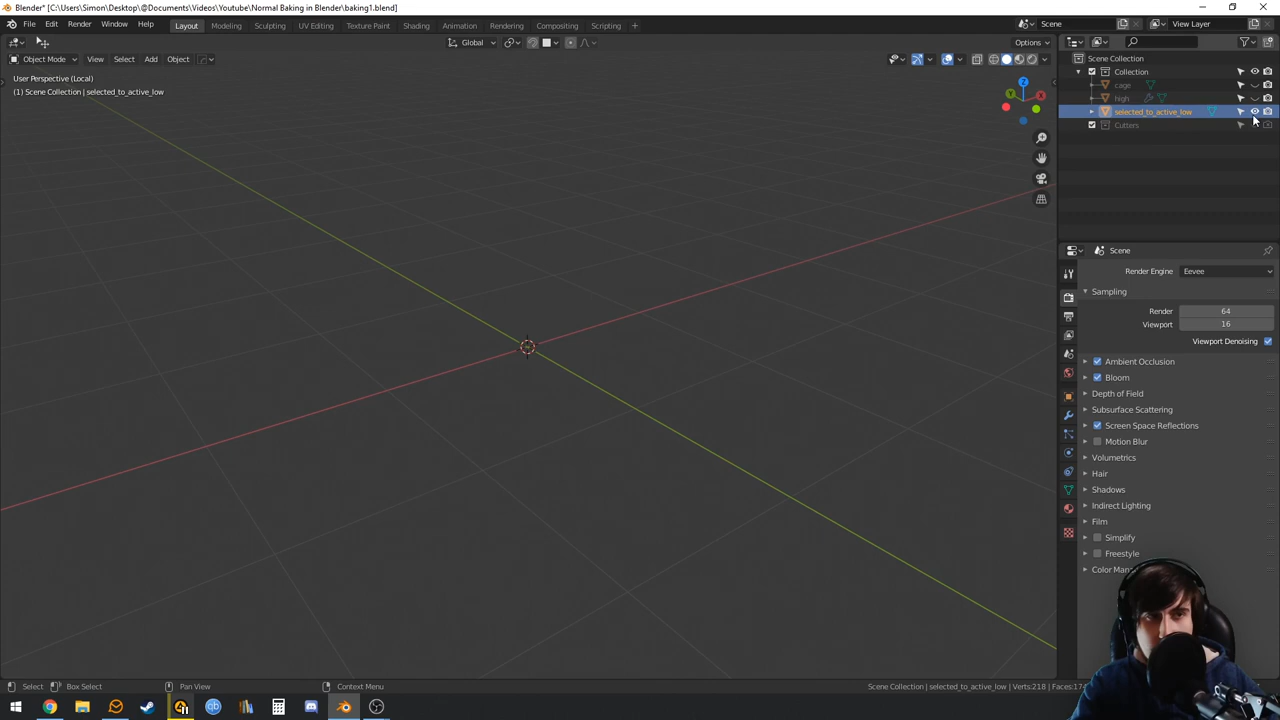 Blender* [C:\Users\Simon\Desktop\@Documents\Videos\Youtube\Normal Baking in Blender\baking1.blend]
File Edit Render Window Help Layout Modeling Sculpting UV Editing Texture Paint Shading Animation Rendering Compositing Scripting + Scene View Layer
Global Options
Object Mode View Select Add Object
User Perspective (Local)
(1) Scene Collection | selected_to_active_low
Z
X
Scene Collection
Collection
cage
high
selected_to_active_low
Cutters
Scene
Render Engine Eevee
Sampling
Render 64
Viewport 16
Viewport Denoising
Ambient Occlusion
Bloom
Depth of Field
Subsurface Scattering
Screen Space Reflections
Motion Blur
Volumetrics
Hair
Shadows
Indirect Lighting
Film
Simplify
Freestyle
Select Box Select Pan View Context Menu Scene Collection | selected_to_active_low | Verts:218 |